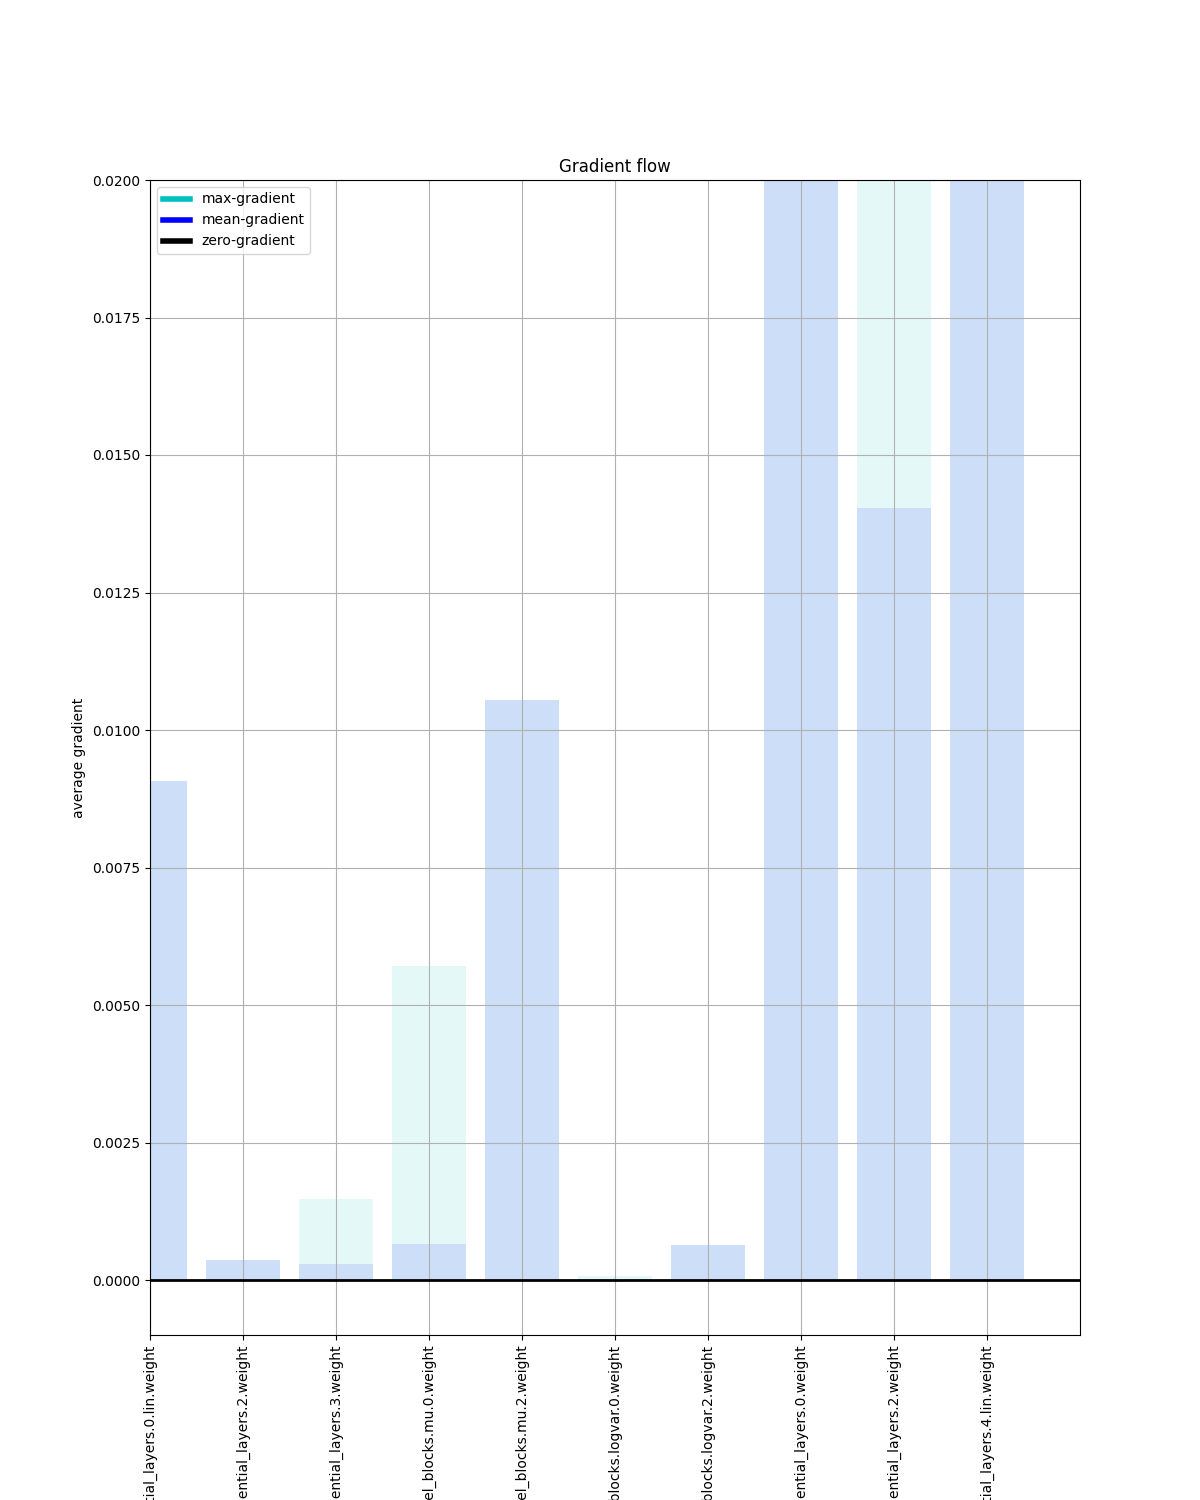 Gradient flow
max-gradient
mean-gradient
zero-gradient
0.0200
0.0175
0.0150
0.0125
0.0100
0.0075
0.0050
0.0025
0.0000
average gradient
tial_layers.0.lin.weight
ential_layers.2.weight
ential_layers.3.weight
el_blocks.mu.0.weight
el_blocks.mu.2.weight
blocks.logvar.0.weight
blocks.logvar.2.weight
ential_layers.0.weight
ential_layers.2.weight
tial_layers.4.lin.weight